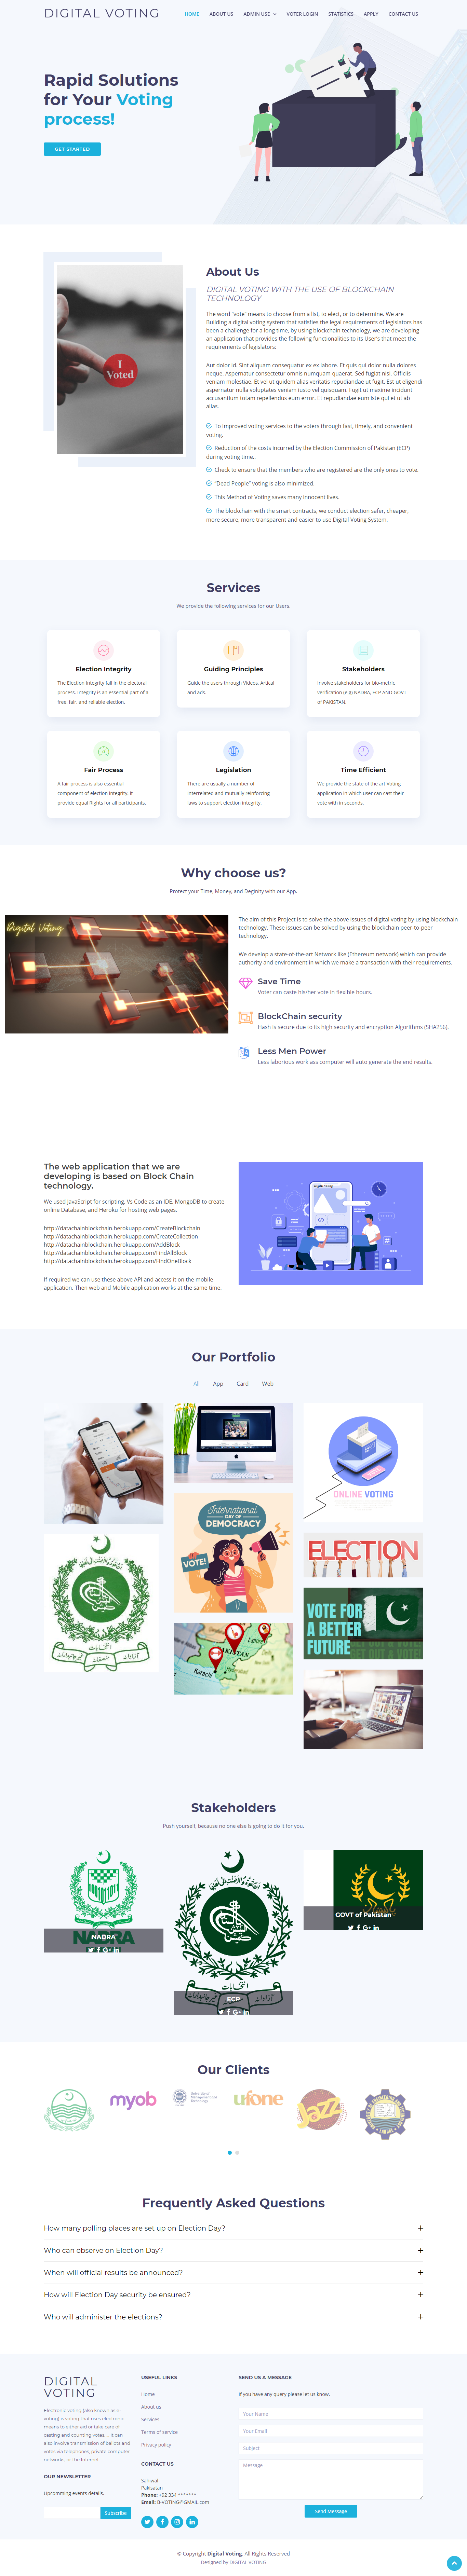 DIGITAL VOTING
HOME
ABOUT US
ADMIN USE
VOTER LOGIN
STATISTICS
APPLY
CONTACT US
Rapid Solutions
for Your Voting
process!
GET STARTED
1
Voted
About Us
DIGITAL VOTING WITH THE USE OF BLOCKCHAIN
TECHNOLOGY
The word "vote" means to choose from a list, to elect, or to determine. We are
building a digital voting system that satisfies the legal requirements of legislators has
been a challenge for a long time, by using blockchain technology, we are developing
an application that provides the following functionalities to its User's that meet the
requirements of legislators:
Aut dolor id. Sint aliquam consequatur ex ex labore. Et quis qui dolor nulla dolores
neque. Aspernatur consectetur omnis numquam quaerat. Sed fugiat nisi. Officiis
veniam molestiae. Et vel ut quidem alias veritatis repudiandae ut fugit. Est ut eligendi
aspernatur nulla voluptates veniam iusto vel quisquam. Fugit ut maxime incidunt
accusantium totam repellendus eum error. Et repudiandae eum iste qui et ut ab
alias.
To improved voting services to the voters through fast, timely, and convenient
voting.
Reduction of the costs incurred by the Election Commission of Pakistan (ECP)
during voting time..
Check to ensure that the members who are registered are the only ones to vote.
"Dead People" voting is also minimized.
This Method of Voting saves many innocent lives.
The blockchain with the smart contracts, we conduct election safer, cheaper,
more secure, more transparent and easier to use Digital Voting System.
Services
We provide the following services for our Users.
Election Integrity
The Election Integrity fall in the electoral
process. Integrity is an essential part of a
free, fair, and reliable election.
Guiding Principles
Guide the users through Videos, Artical
and ads.
Stakeholders
Involve stakeholders for bio-metric
verification (e.g) NADRA, ECP AND GOVT
of PAKISTAN.
Fair Process
A fair process is also essential
component of election integrity, it
provide equal Rights for all participants.
Legislation
There are usually a number of
interrelated and mutually reinforcing
laws to support election integrity.
Time Efficient
We provide the state of the art Voting
application in which user can cast their
vote with in seconds.
Why choose us?
Protect your Time, Money, and Deginity with our App.
Digital Voting
The aim of this Project is to solve the above issues of digital voting by using blockchain
technology. These issues can be solved by using the blockchain peer-to-peer
technology.
We develop a state-of-the-art Network like (Ethereum network) which can provide
authority and environment in which we make a transaction with their requirements.
Save Time
Voter can caste his/her vote in flexible hours.
BlockChain security
Hash is secure due to its high security and encryption Algorithms (SHA256).
Less Men Power
Less laborious work ass computer will auto generate the end results.
The web application that we are
developing is based on Block Chain
technology.
We used JavaScript for scripting, Vs Code as an IDE, MongoDB to create
online Database, and Heroku for hosting web pages.
http://datachainblockchain.herokuapp.com/CreateBlockchain
http://datachainblockchain.herokuapp.com/CreateCollection
http://datachainblockchain.herokuapp.com/AddBlock
http://datachainblockchain.herokuapp.com/FindAllBlock
http://datachainblockchain.herokuapp.com/FindOneBlock
If required we can use these above API and access it on the mobile
application. Then web and Mobile application works at the same time.
Digital Voting
Our Portfolio
All
App
Card
Web
International
DAY OF
DEMOCRACY
VOTE!
ONLINE VOTING
ELECTION
VOTE FOR
A BETTER
FUTURE
Lahore
Karachi
Stakeholders
Push yourself, because no one else is going to do it for you.
NADRA
NADRA
ECP
GOVT of Pakistan
Our Clients
myob
University of
Management and
Technology
ufone
Jazz
Frequently Asked Questions
How many polling places are set up on Election Day?
Who can observe on Election Day?
When will official results be announced?
How will Election Day security be ensured?
Who will administer the elections?
DIGITAL
VOTING
Electronic voting (also known as e-
voting) is voting that uses electronic
means to either aid or take care of
casting and counting votes. ... It can
also involve transmission of ballots and
votes via telephones, private computer
networks, or the Internet.
OUR NEWSLETTER
Upcomming events details.
Subscribe
USEFUL LINKS
Home
About us
Services
Terms of service
Privacy policy
CONTACT US
Sahiwal
Pakisatan
Phone: +92 334 *******
Email: B-VOTING@GMAIL.com
SEND US A MESSAGE
If you have any query please let us know.
Your Name
Your Email
Subject
Message
Send Message
© Copyright Digital Voting. All Rights Reserved
Designed by DIGITAL VOTING